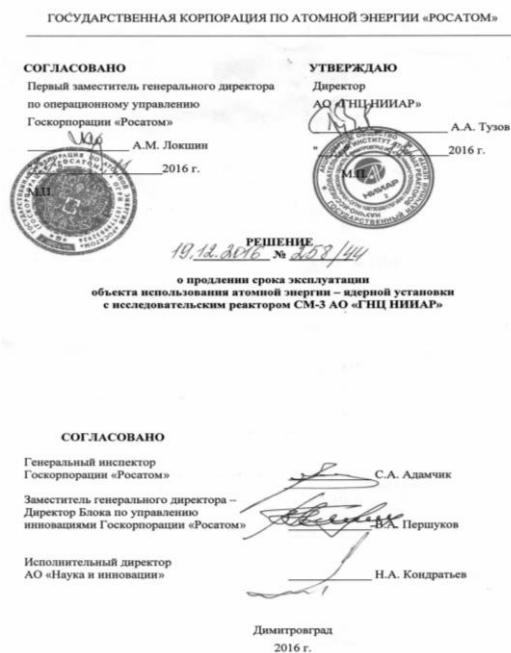 ГОСУДАРСТВЕННАЯ КОРПОРАЦИЯ ПО АТОМНОЙ ЭНЕРГИИ «РОСАТОМ»
СОГЛАСОВАНО
Первый заместитель генерального директора
по операционному управлению
Госкорпорации «Росатом»
А.М. Локшин
2016 г.
М.П.
УТВЕРЖДАЮ
Директор
АО «ГНЦ НИИАР»
А.А. Тузов
2016 г.
М.П.
НИИАР
РЕШЕНИЕ
19.12.2016 № 258/44
о продлении срока эксплуатации
объекта использования атомной энергии – ядерной установки
с исследовательским реактором СМ-3 АО «ГНЦ НИИАР»
СОГЛАСОВАНО
Генеральный инспектор
Госкорпорации «Росатом»
С.А. Адамчик
Заместитель генерального директора –
Директор Блока по управлению
инновациями Госкорпорации «Росатом»
В.А. Першуков
Исполнительный директор
АО «Наука и инновации»
Н.А. Кондратьев
Димитровград
2016 г.